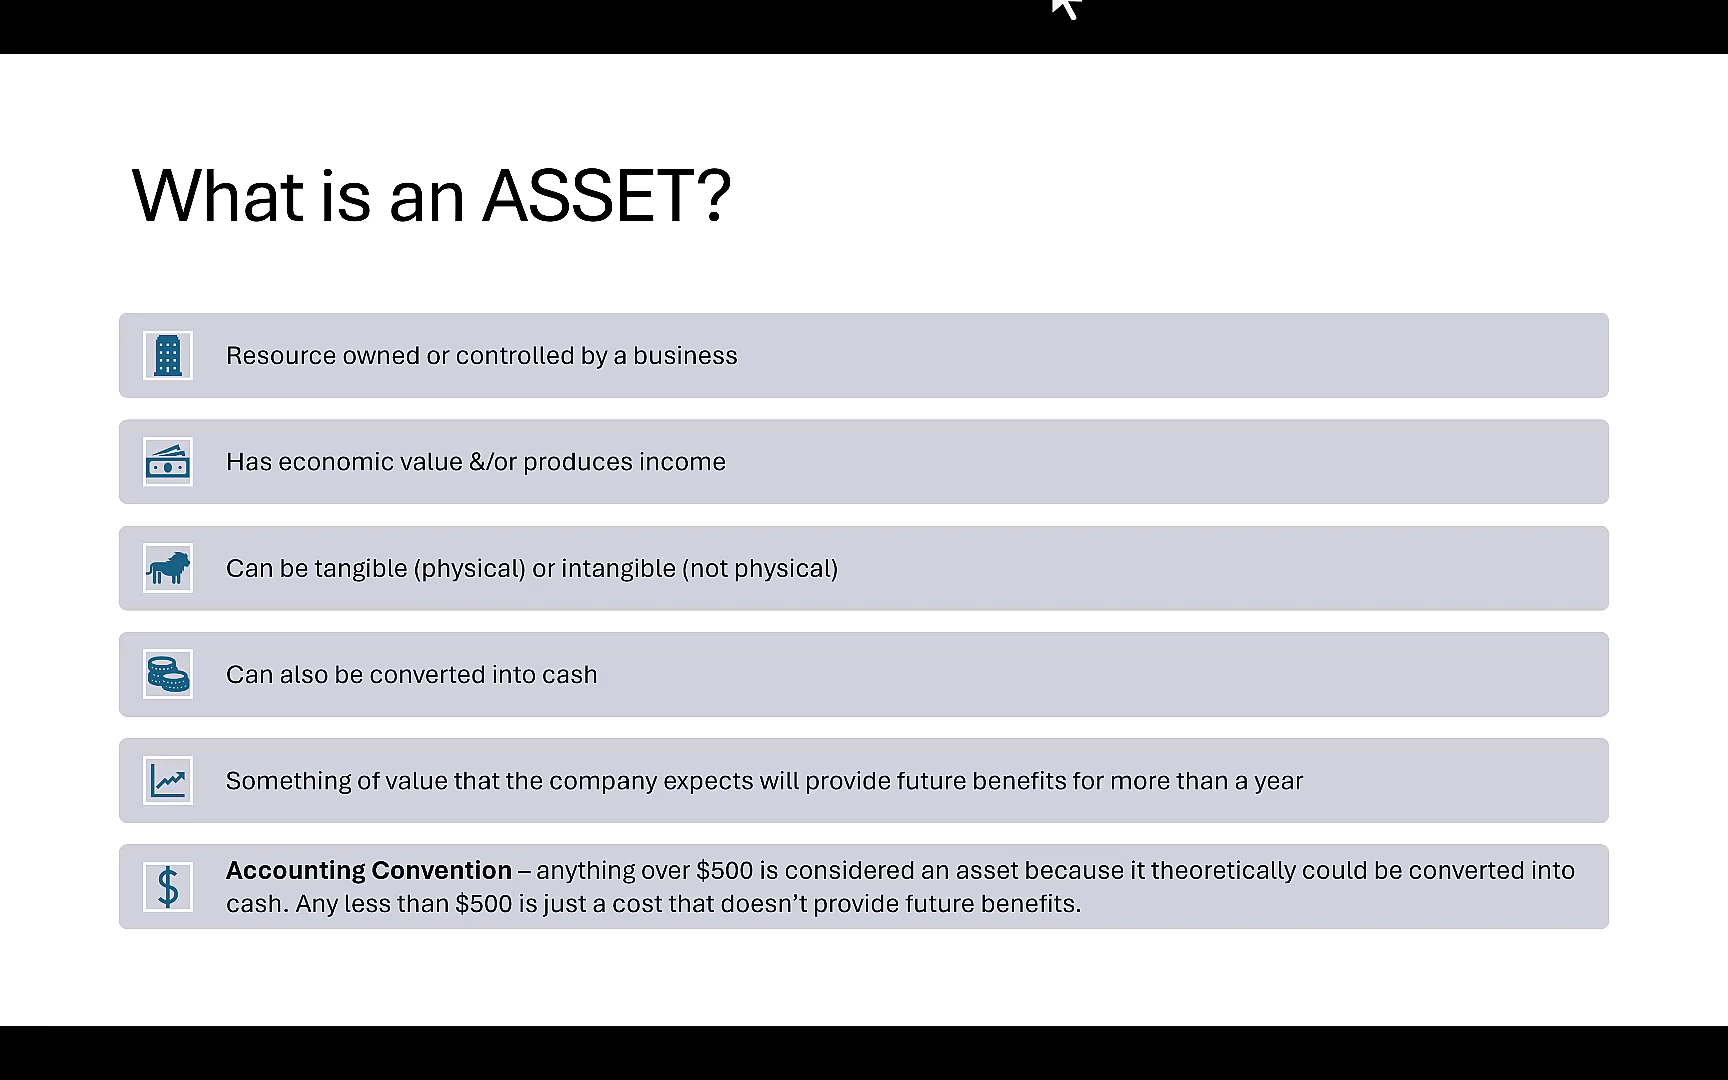 What is an ASSET?
Resource owned or controlled by a business
Has economic value &/or produces income
Can be tangible (physical) or intangible (not physical)
Can also be converted into cash
Something of value that the company expects will provide future benefits for more than a year
Accounting Convention – anything over $500 is considered an asset because it theoretically could be converted into
cash. Any less than $500 is just a cost that doesn’t provide future benefits.